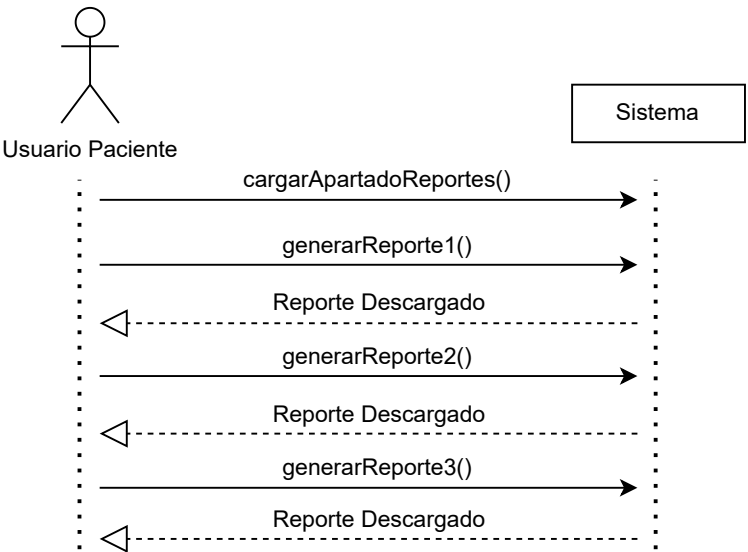 Sistema
Usuario Paciente
cargarApartadoReportes()
generarReporte1()
Reporte Descargado
generarReporte2()
Reporte Descargado
generarReporte3()
Reporte Descargado